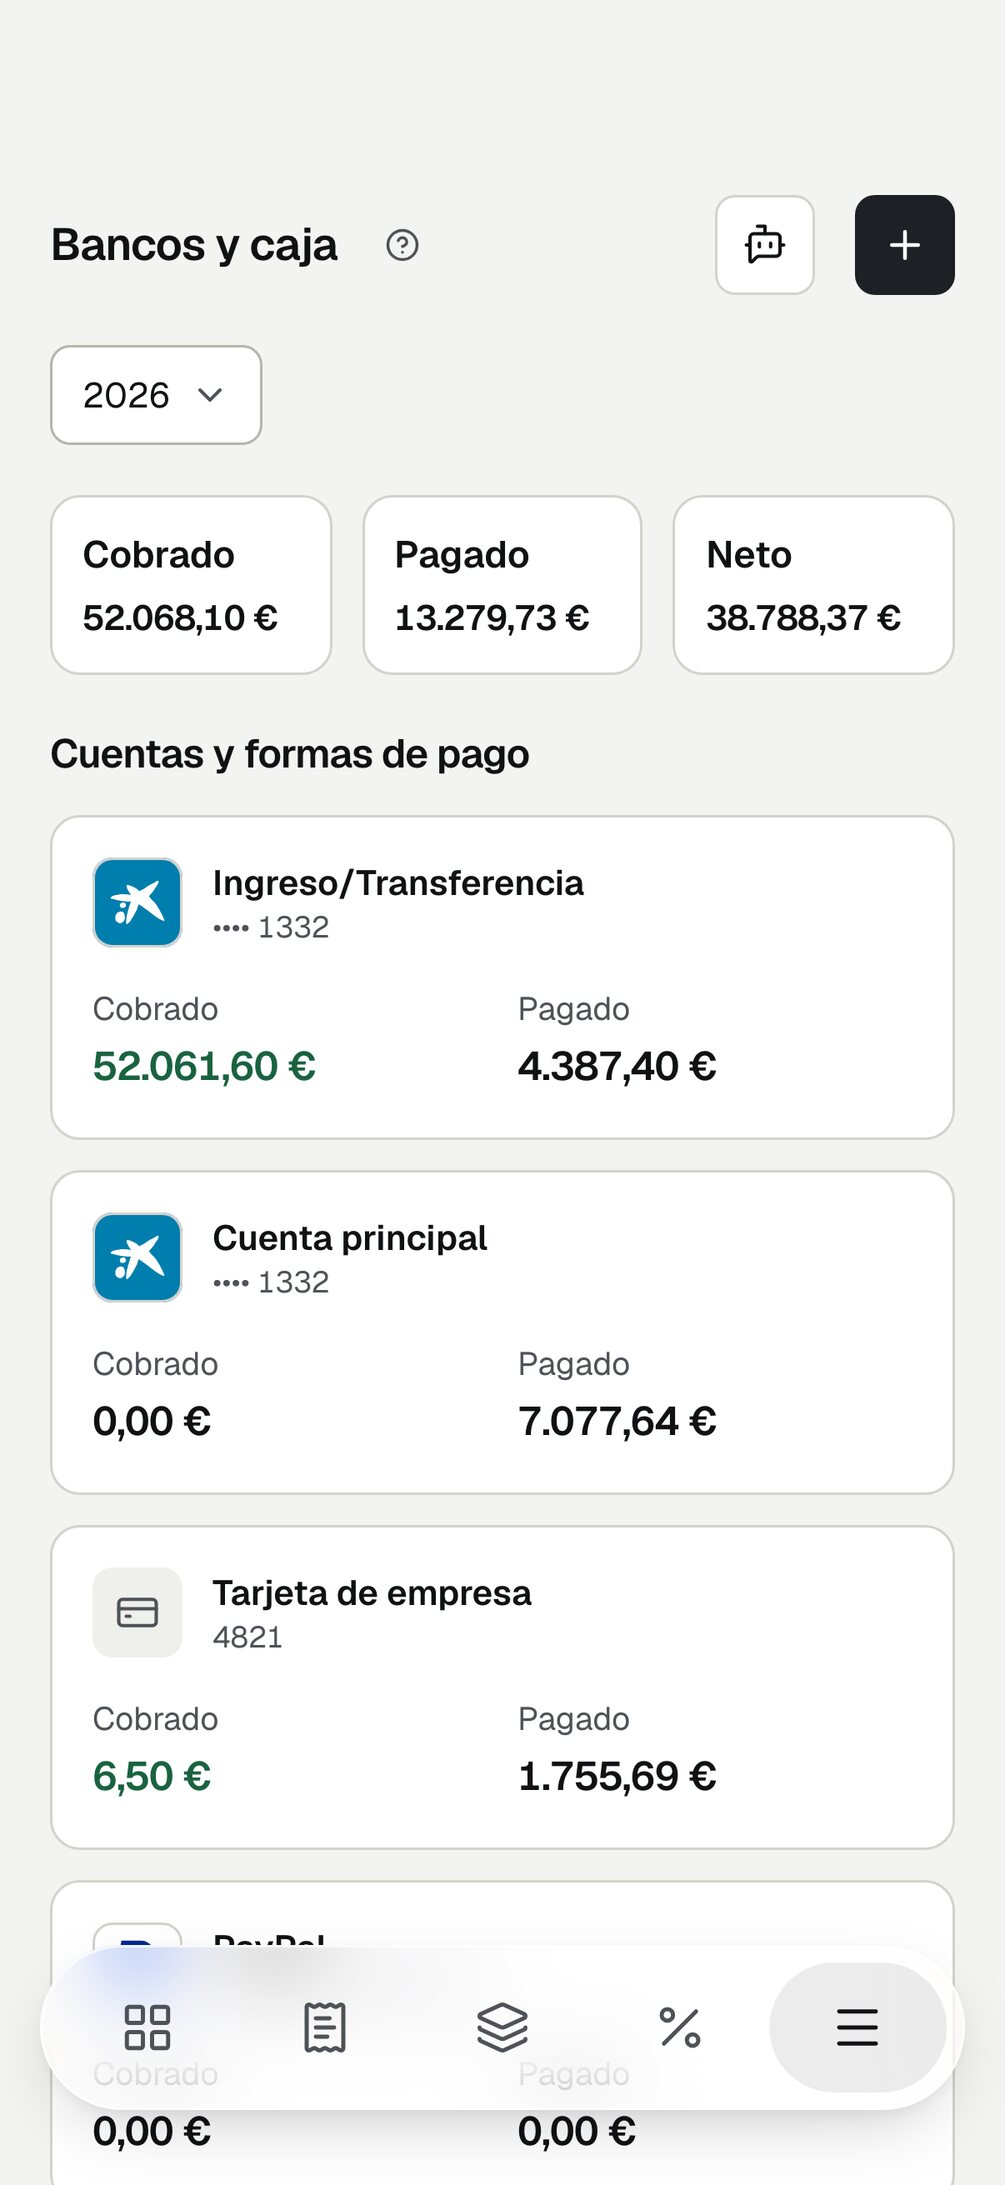 Bancos y caja
2026
Cobrado
52.068,10 €
Pagado
13.279,73 €
Neto
38.788,37 €
Cuentas y formas de pago
Ingreso/Transferencia
•••• 1332
Cobrado
52.061,60 €
Pagado
4.387,40 €
Cuenta principal
•••• 1332
Cobrado
0,00 €
Pagado
7.077,64 €
Tarjeta de empresa
4821
Cobrado
6,50 €
Pagado
1.755,69 €
PayPal
Cobrado
0,00 €
Pagado
0,00 €